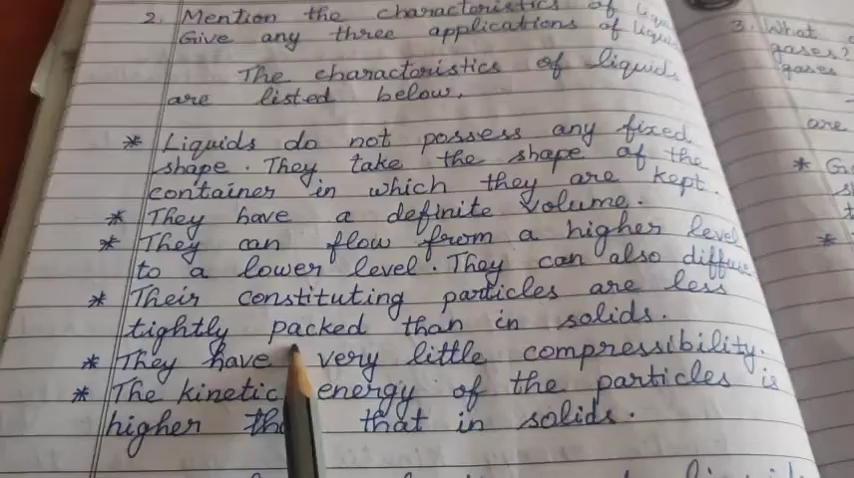 2. Mention the characteristics of
Give any three applications of
The charactoristics of liquids
are listed below.
* Liquids do not possess any fixed
shape. They take the shape of the
container in which they are kept.
* They have a definite volume.
* They can flow from a higher level
to a lower level. They can also
* Their constituting particles are less
tightly packed than in solids.
* They have very little compressibility.
* The kinetic energy of the particles is
higher that in solids.
3. What
gases?
gases
are
*
*